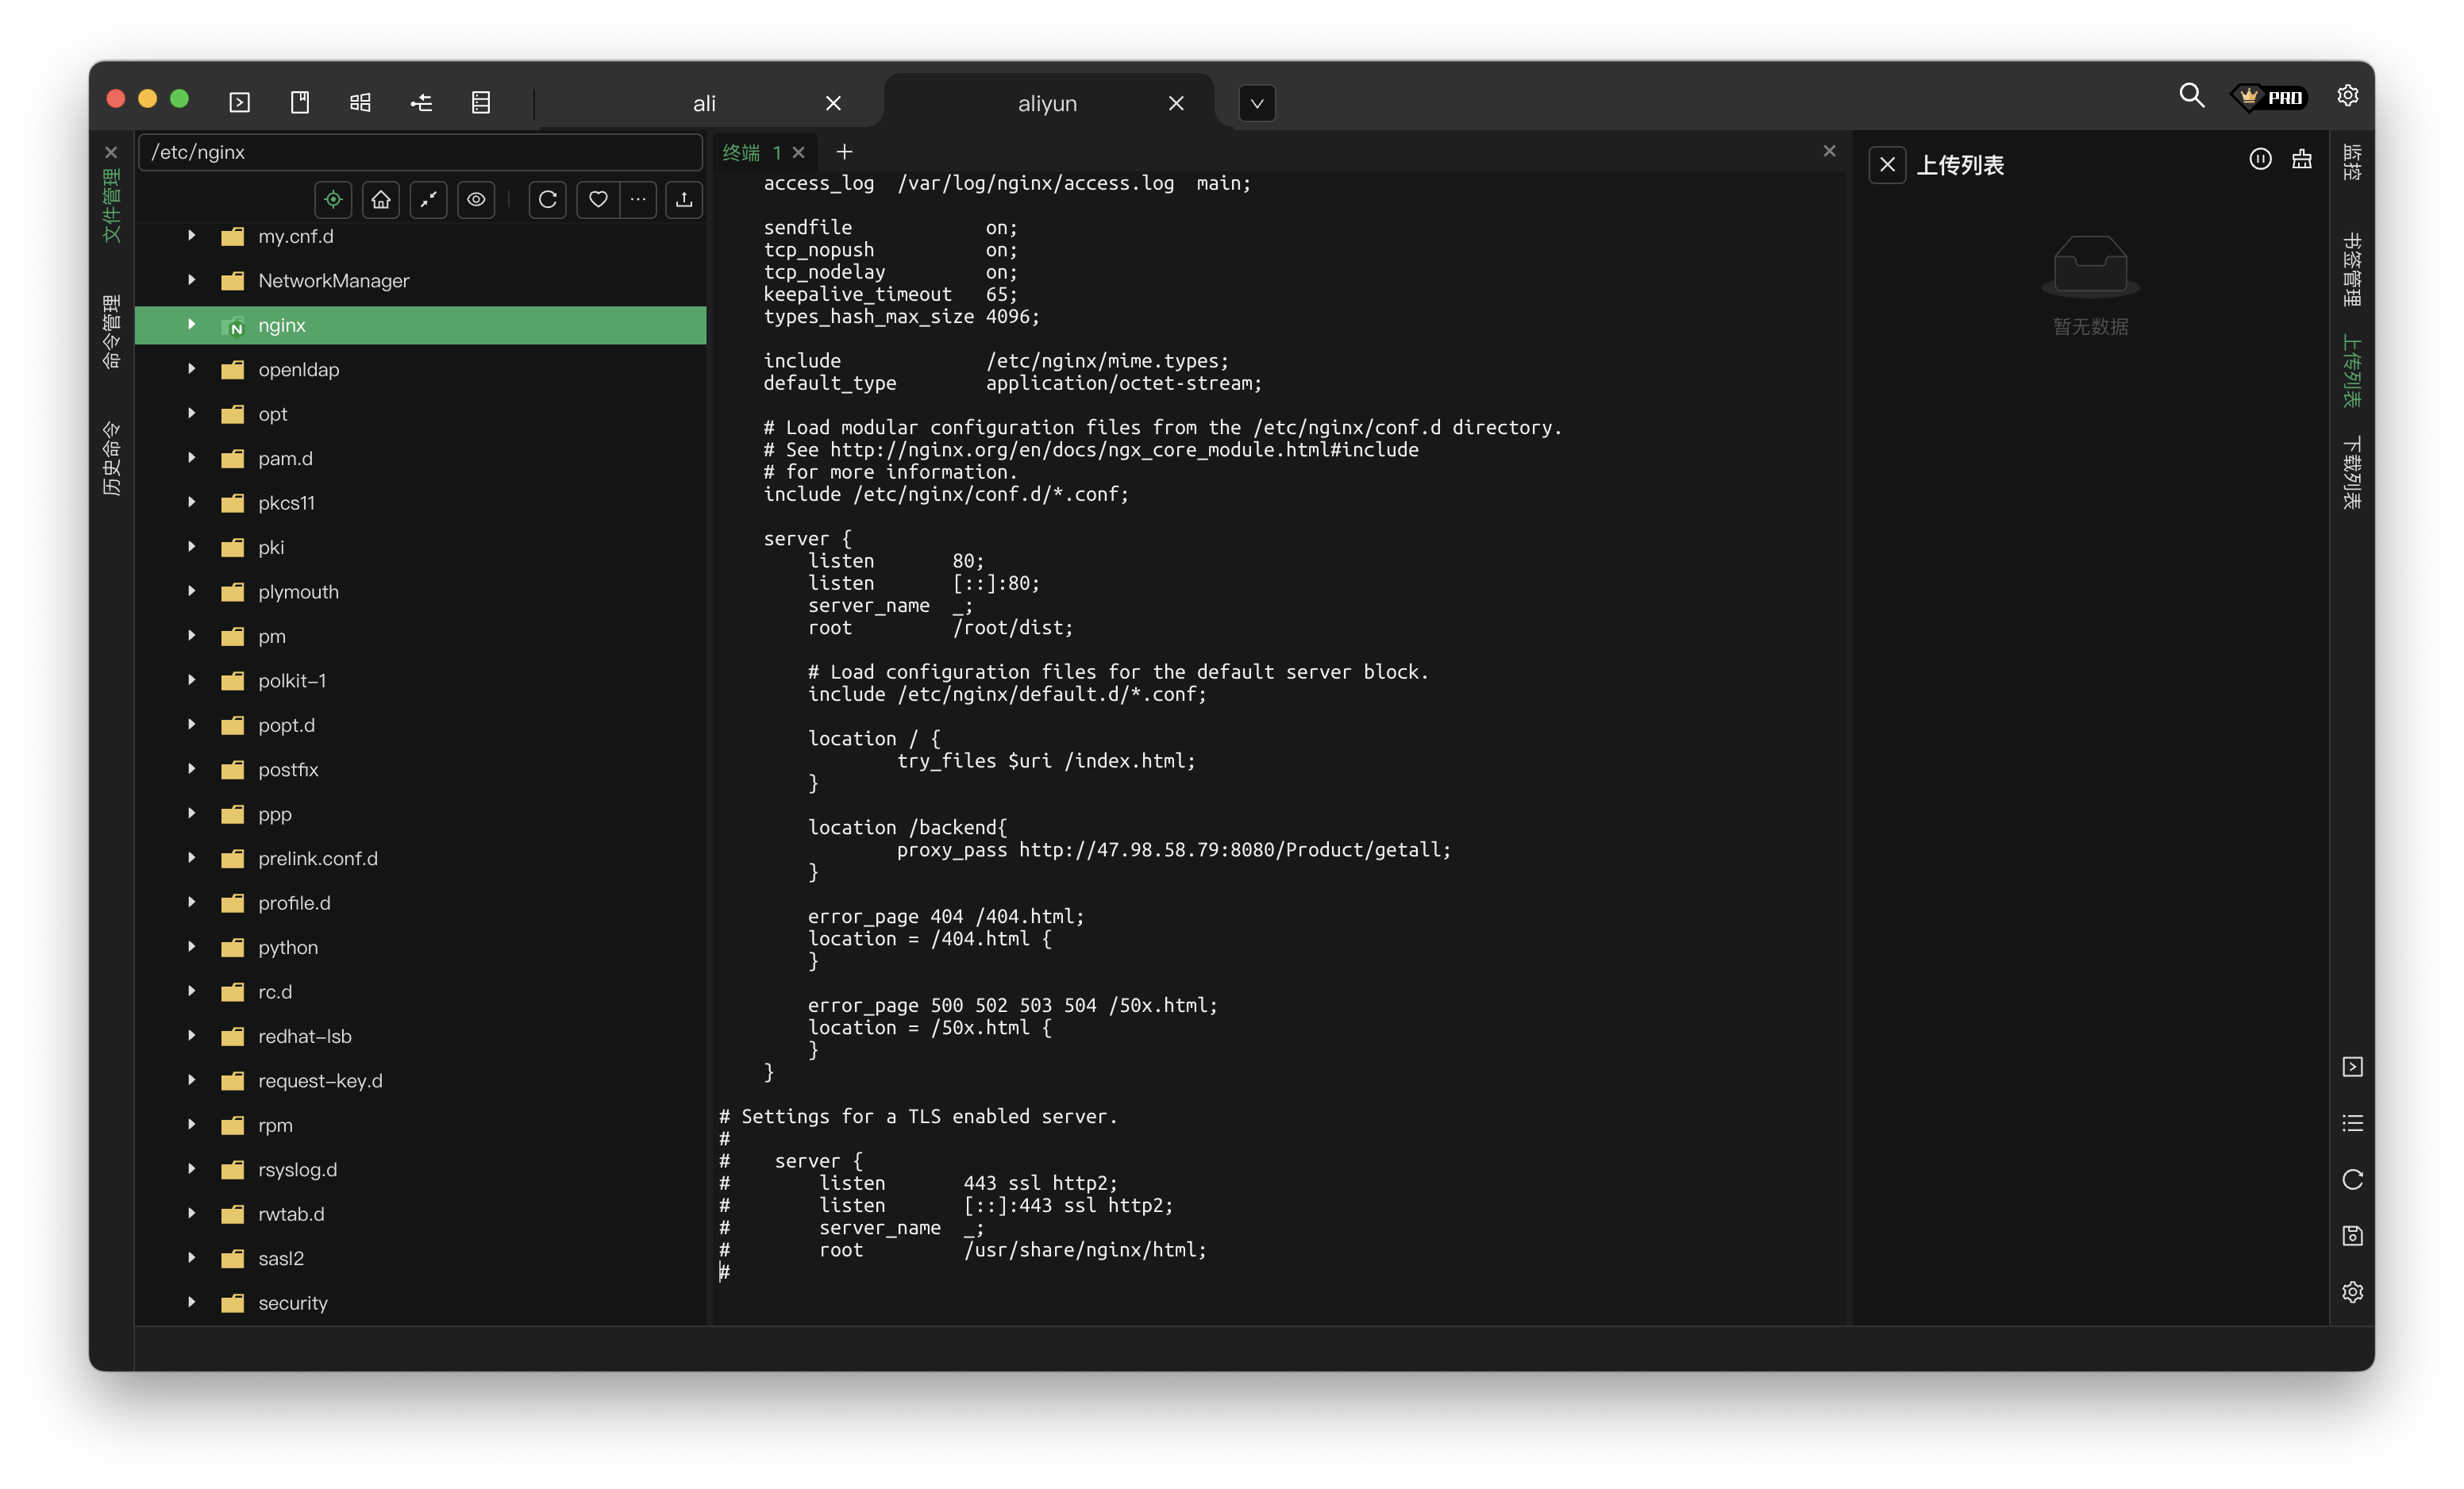 ali
aliyun
PRO
文件管理
命令管理
历史命令
/etc/nginx
my.cnf.d
NetworkManager
nginx
openldap
opt
pam.d
pkcs11
pki
plymouth
pm
polkit-1
popt.d
postfix
ppp
prelink.conf.d
profile.d
python
rc.d
redhat-lsb
request-key.d
rpm
rsyslog.d
rwtab.d
sasl2
security
终端 1
    access_log  /var/log/nginx/access.log  main;
    sendfile            on;
    tcp_nopush          on;
    tcp_nodelay         on;
    keepalive_timeout   65;
    types_hash_max_size 4096;
    include             /etc/nginx/mime.types;
    default_type        application/octet-stream;
    # Load modular configuration files from the /etc/nginx/conf.d directory.
    # See http://nginx.org/en/docs/ngx_core_module.html#include
    # for more information.
    include /etc/nginx/conf.d/*.conf;
    server {
        listen       80;
        listen       [::]:80;
        server_name  _;
        root         /root/dist;
        # Load configuration files for the default server block.
        include /etc/nginx/default.d/*.conf;
        location / {
                try_files $uri /index.html;
        }
        location /backend{
                proxy_pass http://47.98.58.79:8080/Product/getall;
        }
        error_page 404 /404.html;
        location = /404.html {
        }
        error_page 500 502 503 504 /50x.html;
        location = /50x.html {
        }
    }
# Settings for a TLS enabled server.
#
#    server {
#        listen       443 ssl http2;
#        listen       [::]:443 ssl http2;
#        server_name  _;
#        root         /usr/share/nginx/html;
#
上传列表
暂无数据
监控
书签管理
上传列表
下载列表